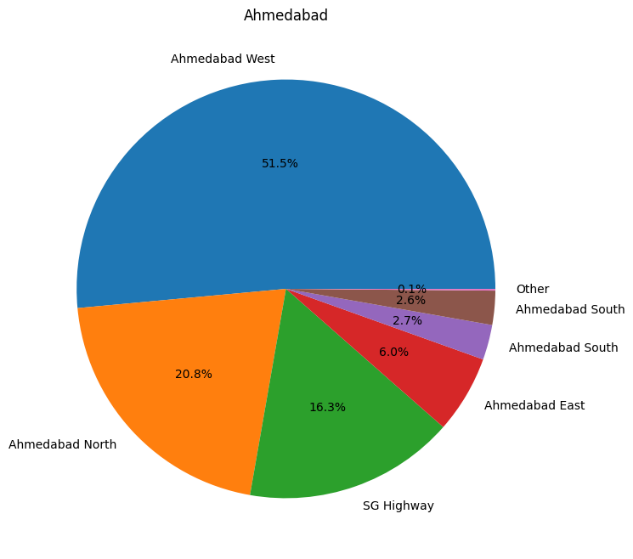 Ahmedabad
Ahmedabad West
51.5%
Other
0.1%
2.6%
Ahmedabad South
2.7%
Ahmedabad South
6.0%
Ahmedabad East
20.8%
16.3%
Ahmedabad North
SG Highway